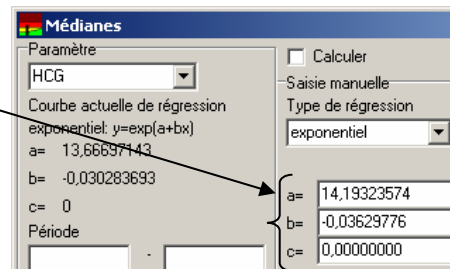 Médianes
Paramètre
HCG
Courbe actuelle de régression
exponentiel: y=exp(a+bx)
a= 13,66697143
b= -0,030283693
c= 0
Période
-
Calculer
Saisie manuelle
Type de régression
exponentiel
a= 14,19323574
b= -0,03629776
c= 0,00000000